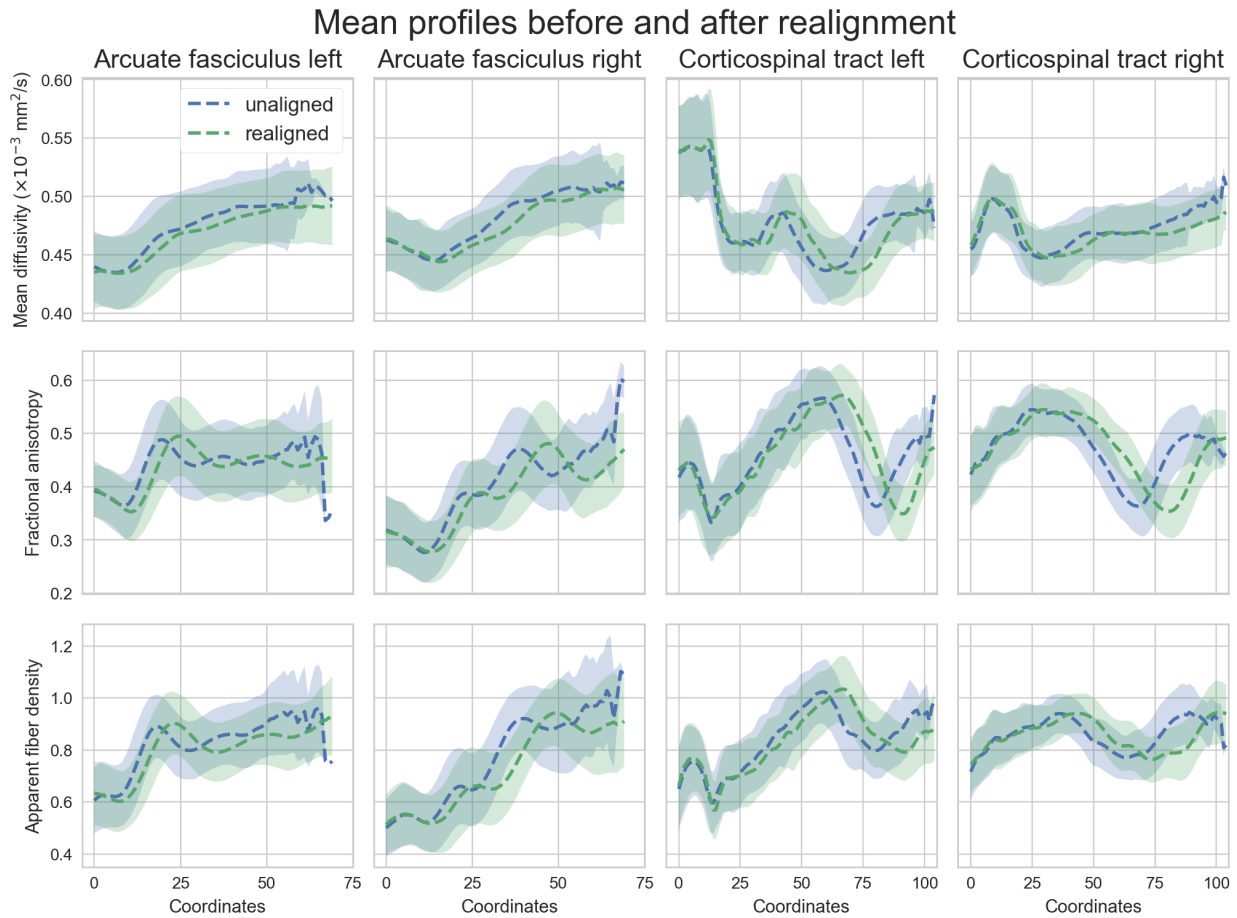 Mean profiles before and after realignment
Arcuate fasciculus left
Arcuate fasciculus right
Corticospinal tract left
Corticospinal tract right
Mean diffusivity (×10⁻³ mm²/s)
0.60
0.55
0.50
0.45
0.40
unaligned
realigned
Fractional anisotropy
0.6
0.5
0.4
0.3
0.2
Apparent fiber density
1.2
1.0
0.8
0.6
0.4
0 25 50 75
0 25 50 75
0 25 50 75 100
0 25 50 75 100
Coordinates
Coordinates
Coordinates
Coordinates